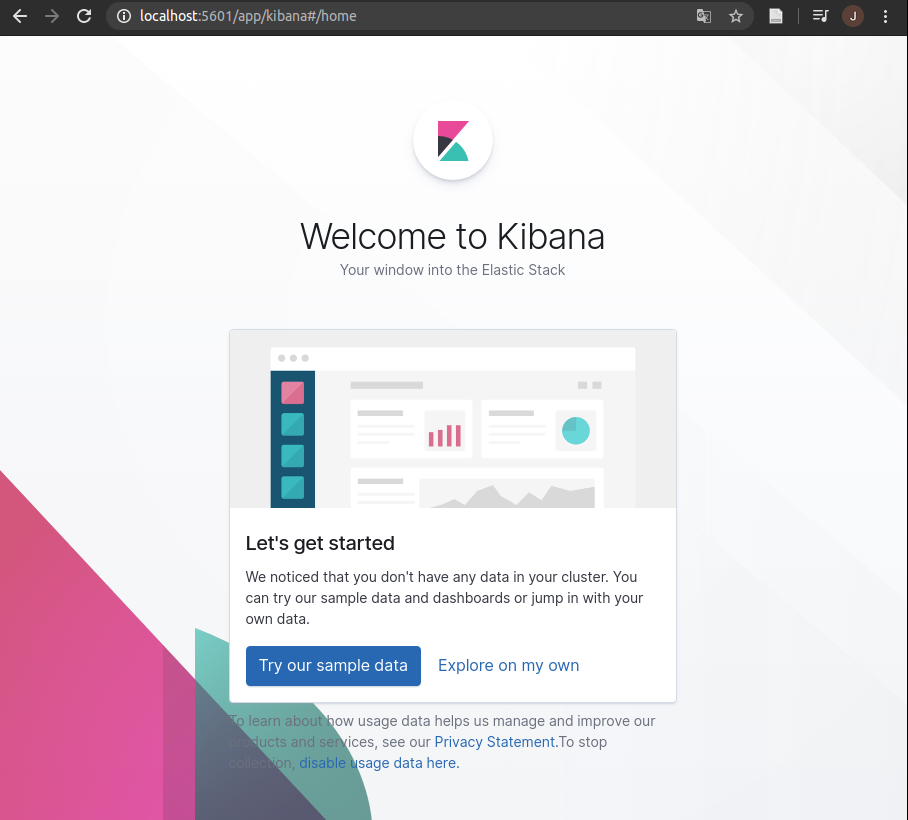 localhost:5601/app/kibana#/home
J
Welcome to Kibana
Your window into the Elastic Stack
Let's get started
We noticed that you don't have any data in your cluster. You
can try our sample data and dashboards or jump in with your
own data.
Try our sample data
Explore on my own
To learn about how usage data helps us manage and improve our
products and services, see our Privacy Statement.To stop
collection, disable usage data here.